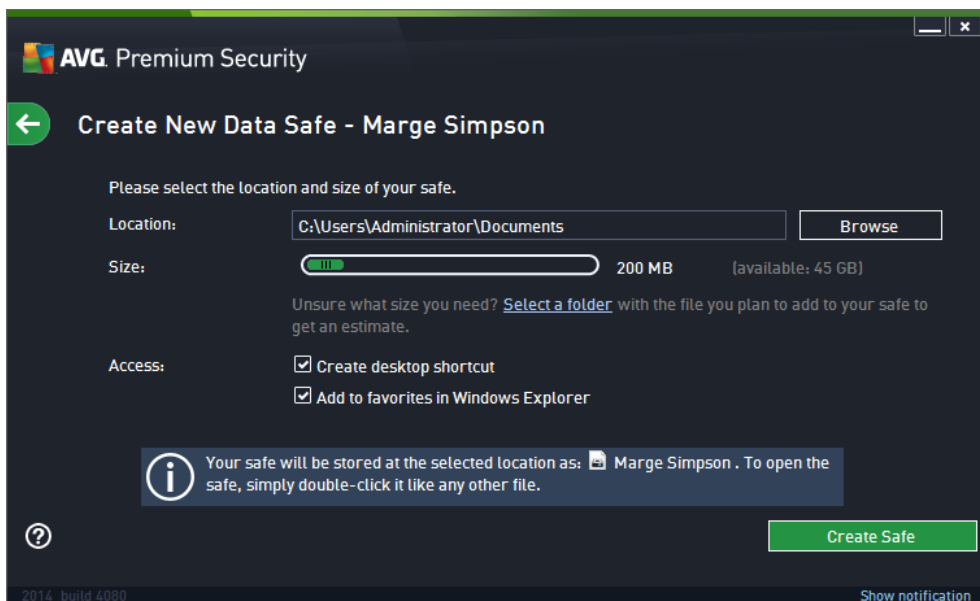 AVG. Premium Security
Create New Data Safe - Marge Simpson
Please select the location and size of your safe.
Location: C:\Users\Administrator\Documents Browse
Size: 200 MB (available: 45 GB)
Unsure what size you need? Select a folder with the file you plan to add to your safe to
get an estimate.
Access: Create desktop shortcut
Add to favorites in Windows Explorer
Your safe will be stored at the selected location as: Marge Simpson . To open the
safe, simply double-click it like any other file.
Create Safe
2014 build 4080 Show notification